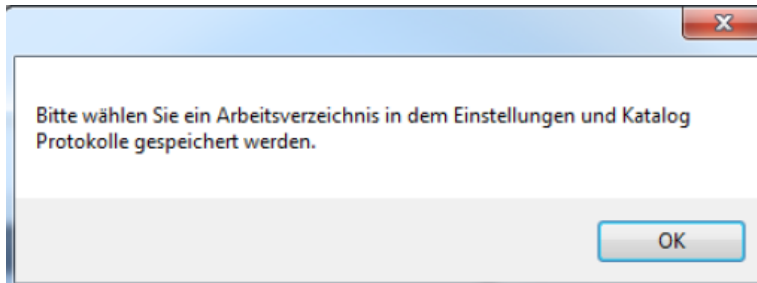 Bitte wählen Sie ein Arbeitsverzeichnis in dem Einstellungen und Katalog
Protokolle gespeichert werden.
OK